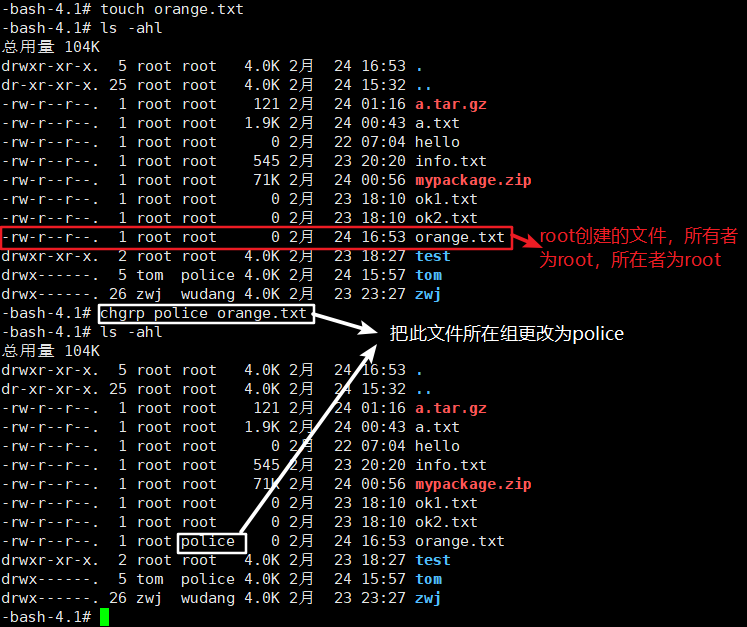 -bash-4.1# touch orange.txt
-bash-4.1# ls -ahl
总用量 104K
drwxr-xr-x.  5 root root   4.0K 2月  24 16:53 .
dr-xr-xr-x. 25 root root   4.0K 2月  24 15:32 ..
-rw-r--r--.  1 root root    121 2月  24 01:16 a.tar.gz
-rw-r--r--.  1 root root   1.9K 2月  24 00:43 a.txt
-rw-r--r--.  1 root root      0 2月  22 07:04 hello
-rw-r--r--.  1 root root    545 2月  23 20:20 info.txt
-rw-r--r--.  1 root root    71K 2月  24 00:56 mypackage.zip
-rw-r--r--.  1 root root      0 2月  23 18:10 ok1.txt
-rw-r--r--.  1 root root      0 2月  23 18:10 ok2.txt
-rw-r--r--.  1 root root      0 2月  24 16:53 orange.txt
root创建的文件，所有者
为root，所在者为root
drwxr-xr-x.  2 root root   4.0K 2月  23 18:27 test
drwx------.  5 tom  police 4.0K 2月  24 15:57 tom
drwx------. 26 zwj  wudang 4.0K 2月  23 23:27 zwj
-bash-4.1# chgrp police orange.txt
把此文件所在组更改为police
-bash-4.1# ls -ahl
总用量 104K
drwxr-xr-x.  5 root root   4.0K 2月  24 16:53 .
dr-xr-xr-x. 25 root root   4.0K 2月  24 15:32 ..
-rw-r--r--.  1 root root    121 2月  24 01:16 a.tar.gz
-rw-r--r--.  1 root root   1.9K 2月  24 00:43 a.txt
-rw-r--r--.  1 root root      0 2月  22 07:04 hello
-rw-r--r--.  1 root root    545 2月  23 20:20 info.txt
-rw-r--r--.  1 root root    71K 2月  24 00:56 mypackage.zip
-rw-r--r--.  1 root root      0 2月  23 18:10 ok1.txt
-rw-r--r--.  1 root root      0 2月  23 18:10 ok2.txt
-rw-r--r--.  1 root police    0 2月  24 16:53 orange.txt
drwxr-xr-x.  2 root root   4.0K 2月  23 18:27 test
drwx------.  5 tom  police 4.0K 2月  24 15:57 tom
drwx------. 26 zwj  wudang 4.0K 2月  23 23:27 zwj
-bash-4.1#